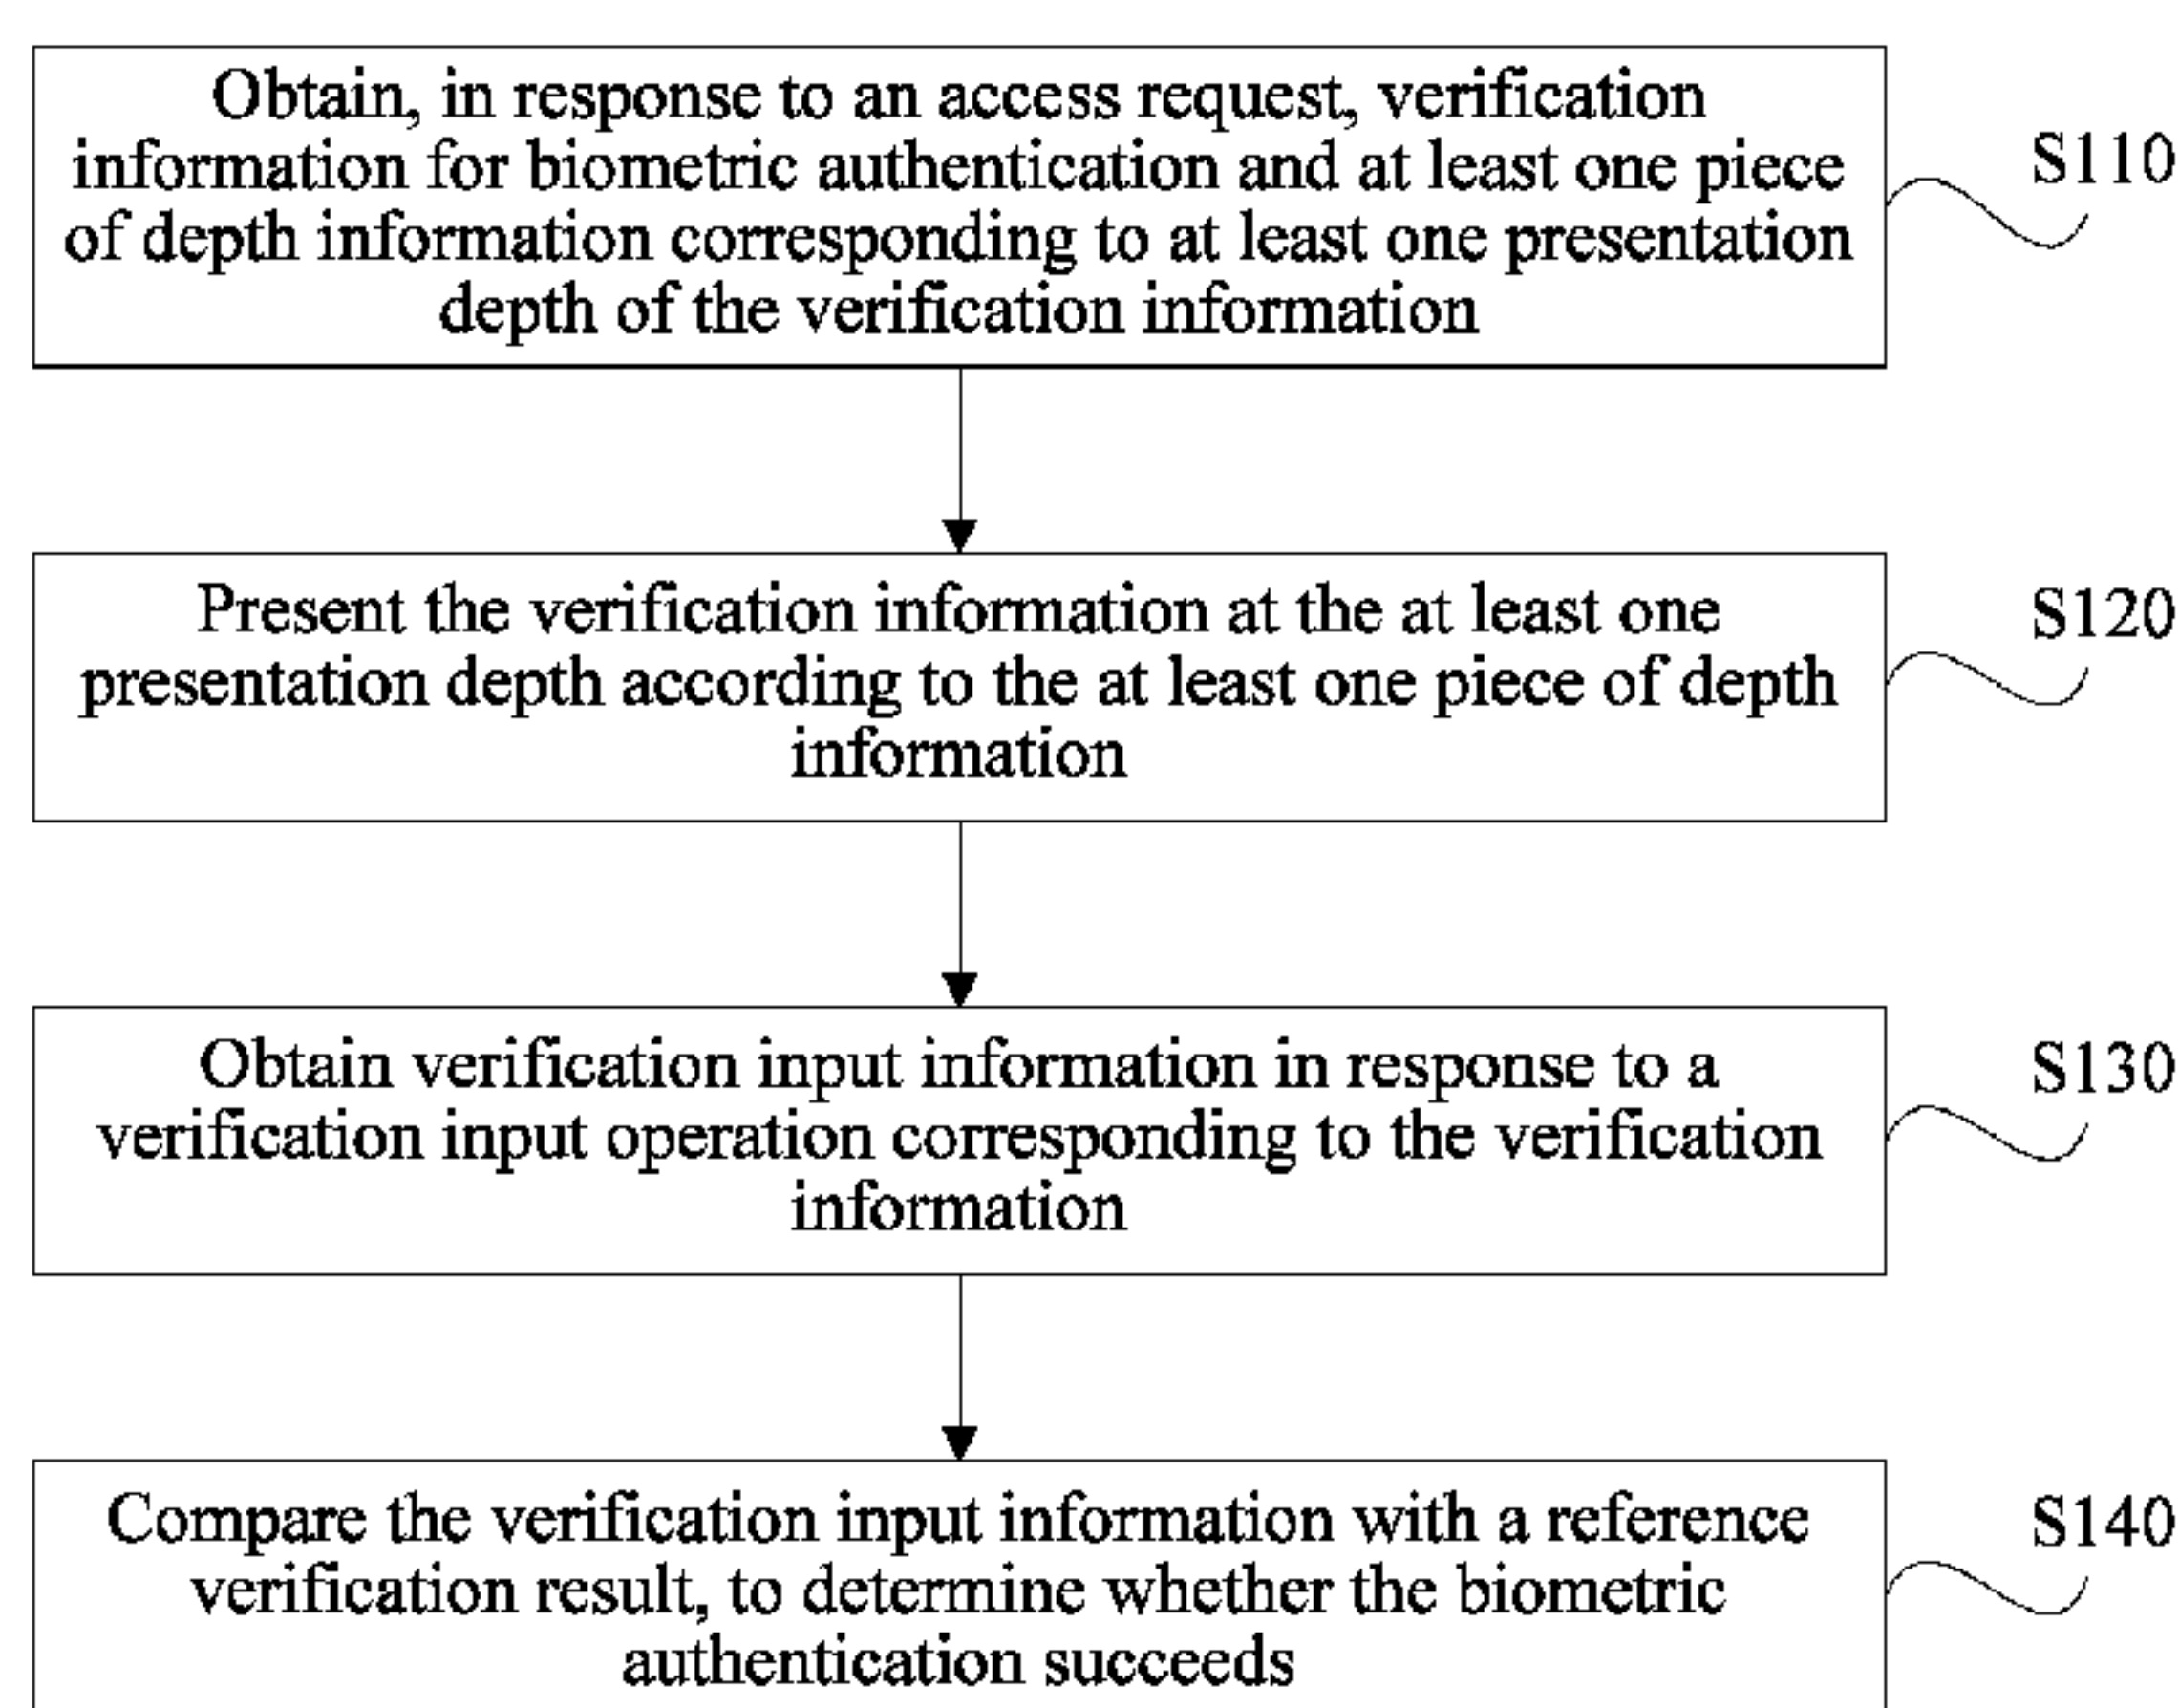 Obtain, in response to an access request, verification
information for biometric authentication and at least one piece
of depth information corresponding to at least one presentation
depth of the verification information
S110
Present the verification information at the at least one
presentation depth according to the at least one piece of depth
information
S120
Obtain verification input information in response to a
verification input operation corresponding to the verification
information
S130
Compare the verification input information with a reference
verification result, to determine whether the biometric
authentication succeeds
S140